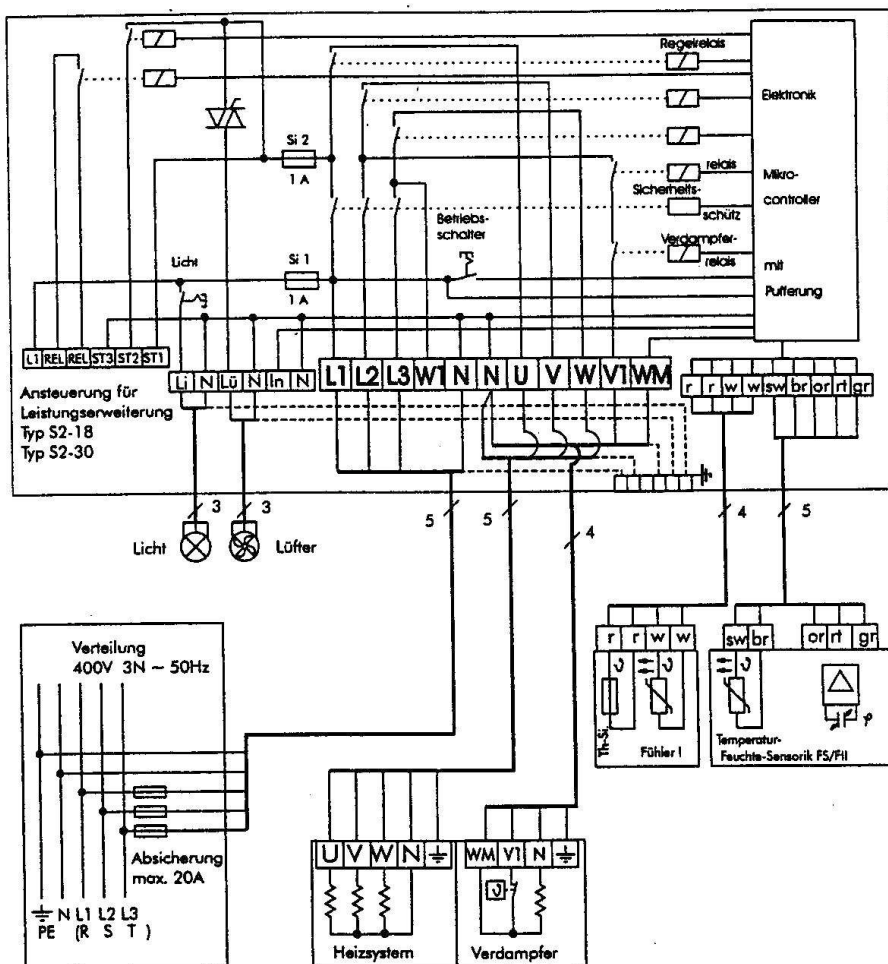 Regelrelais
Elektronik
Si 2
1 A
relais
Mikro-
Sicherheits-
controller
schütz
Betriebs-
schalter
Verdampfer-
relais
Licht
Si 1
1 A
mit
Pufferung
L1 REL REL ST3 ST2 ST1
Li N Lü N In N
L1 L2 L3 W1 N N U V W V1 WM
r r w w sw br or rt gr
Ansteuerung für
Leistungserweiterung
Typ S2-18
Typ S2-30
3 3 5 5 4 4 5
Licht
Lüfter
Verteilung
400V 3N ~ 50Hz
r r w w
sw br or rt gr
ϑ ϑ ϑ
φ
Th-Si.
Fühler I
Temperatur-
Feuchte-Sensorik FS/FII
Absicherung
max. 20A
N L1 L2 L3
PE (R S T )
U V W N
WM V1 N
ϑ
Heizsystem
Verdampfer